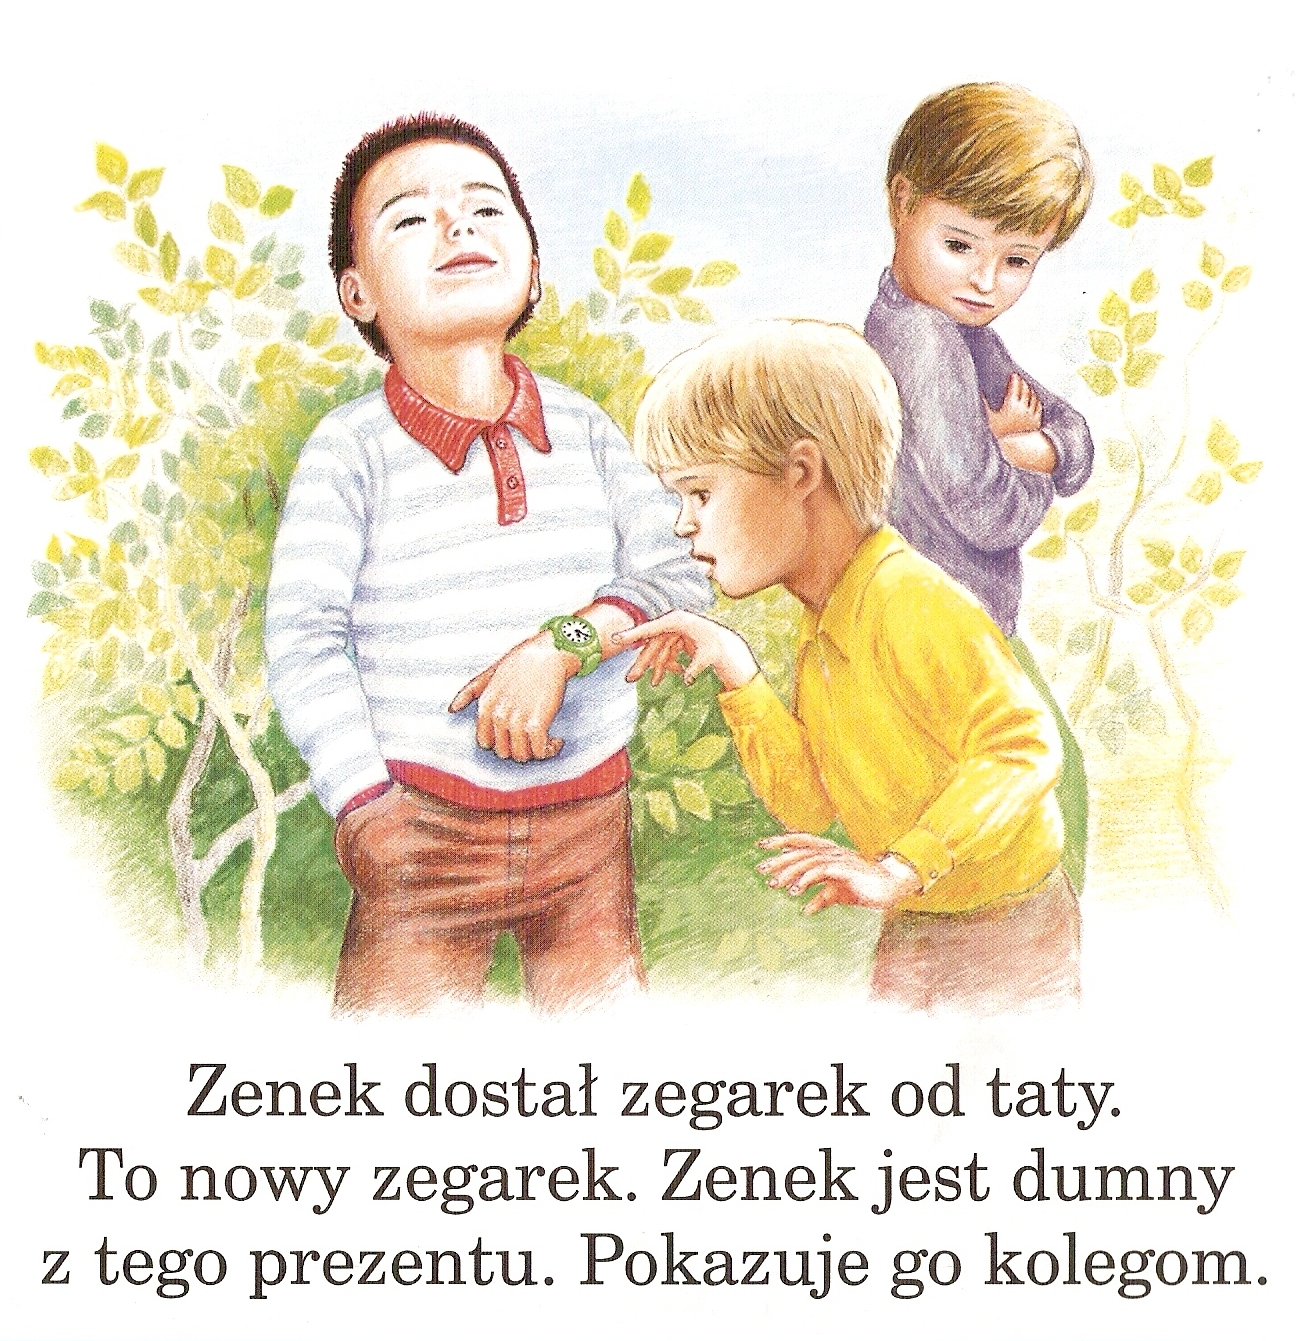 Zenek dostał zegarek od taty.
To nowy zegarek. Zenek jest dumny
z tego prezentu. Pokazuje go kolegom.